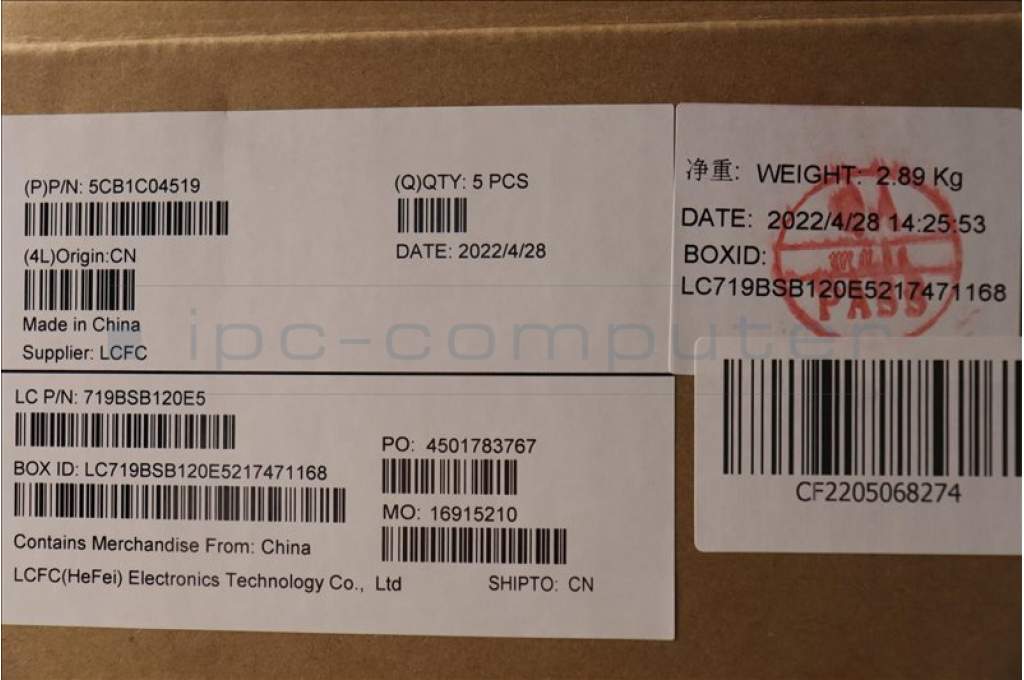 (P)P/N: 5CB1C04519
(Q)QTY: 5 PCS
(4L)Origin:CN
DATE: 2022/4/28
Made in China
Supplier: LCFC
净重: WEIGHT: 2.89 Kg
DATE: 2022/4/28 14:25:53
BOXID:
LC719BSB120E5217471168
PASS
ipc-computer
LC P/N: 719BSB120E5
PO: 4501783767
BOX ID: LC719BSB120E5217471168
MO: 16915210
Contains Merchandise From: China
LCFC(HeFei) Electronics Technology Co., Ltd
SHIPTO: CN
CF2205068274